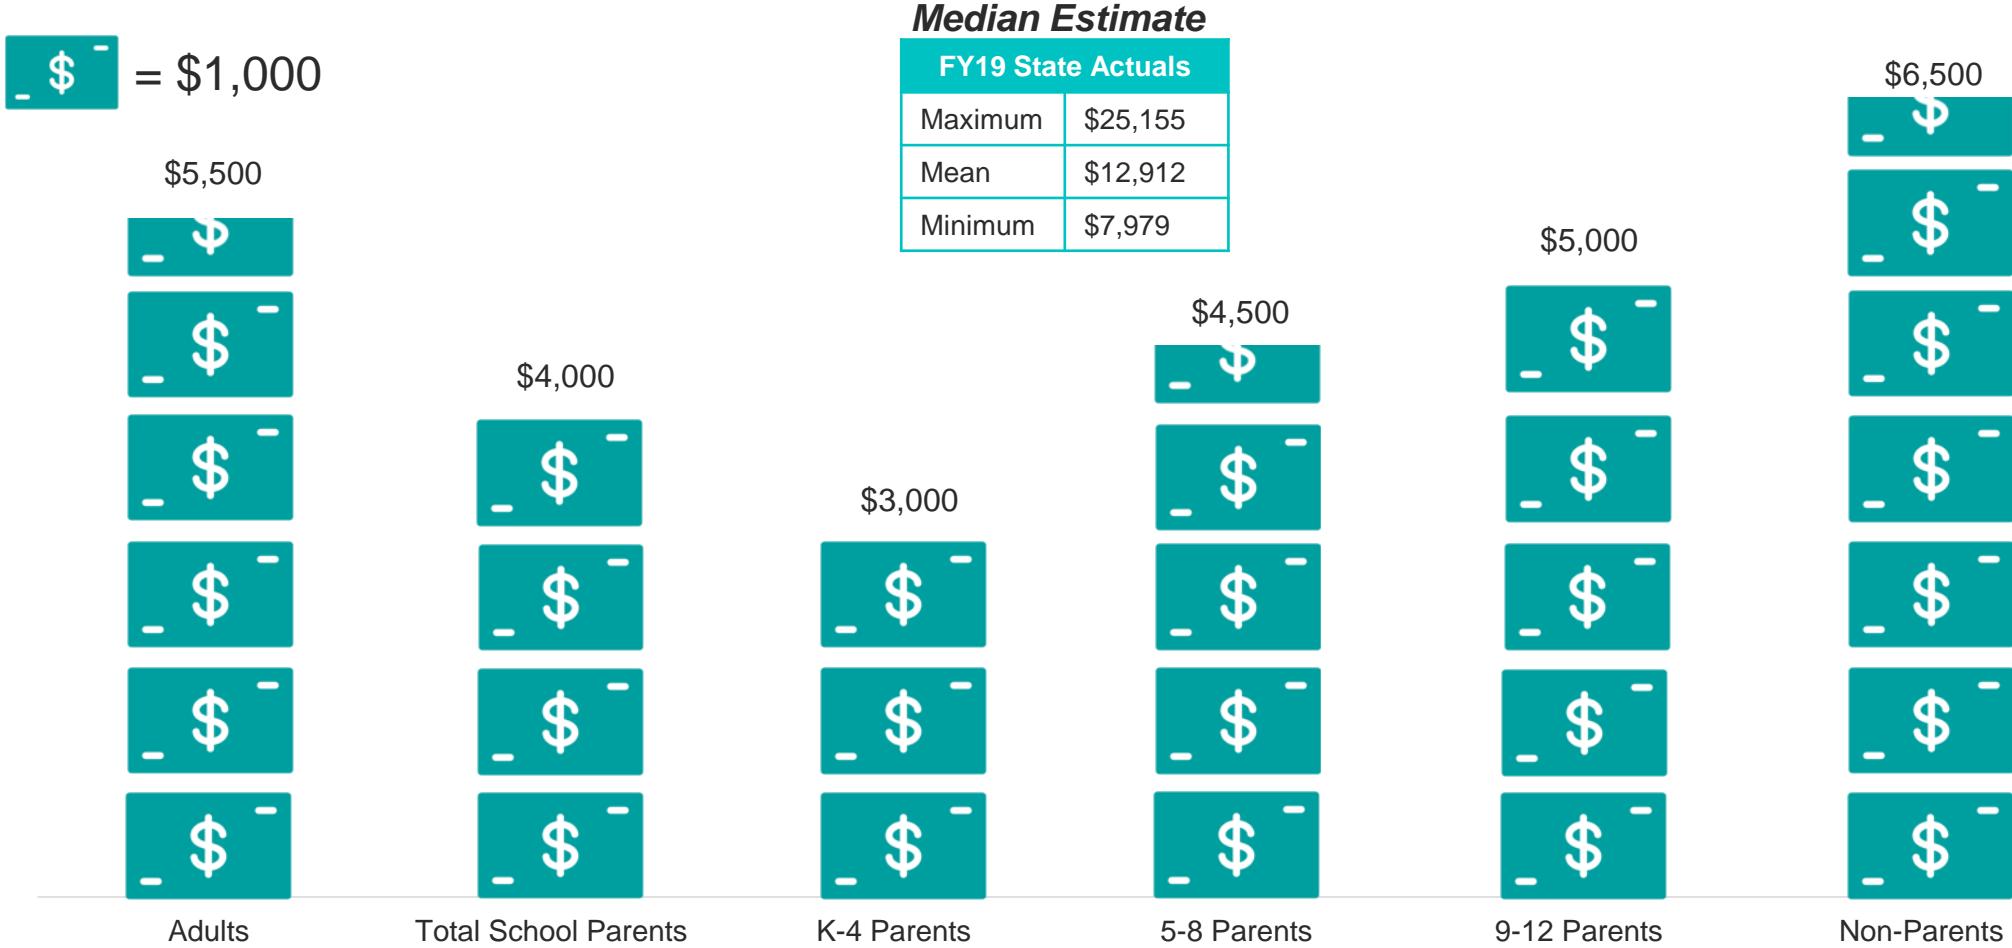 Median Estimate
$ = $1,000
FY19 State Actuals
Maximum $25,155
Mean $12,912
Minimum $7,979
$5,500
$4,000
$3,000
$4,500
$5,000
$6,500
Adults
Total School Parents
K-4 Parents
5-8 Parents
9-12 Parents
Non-Parents